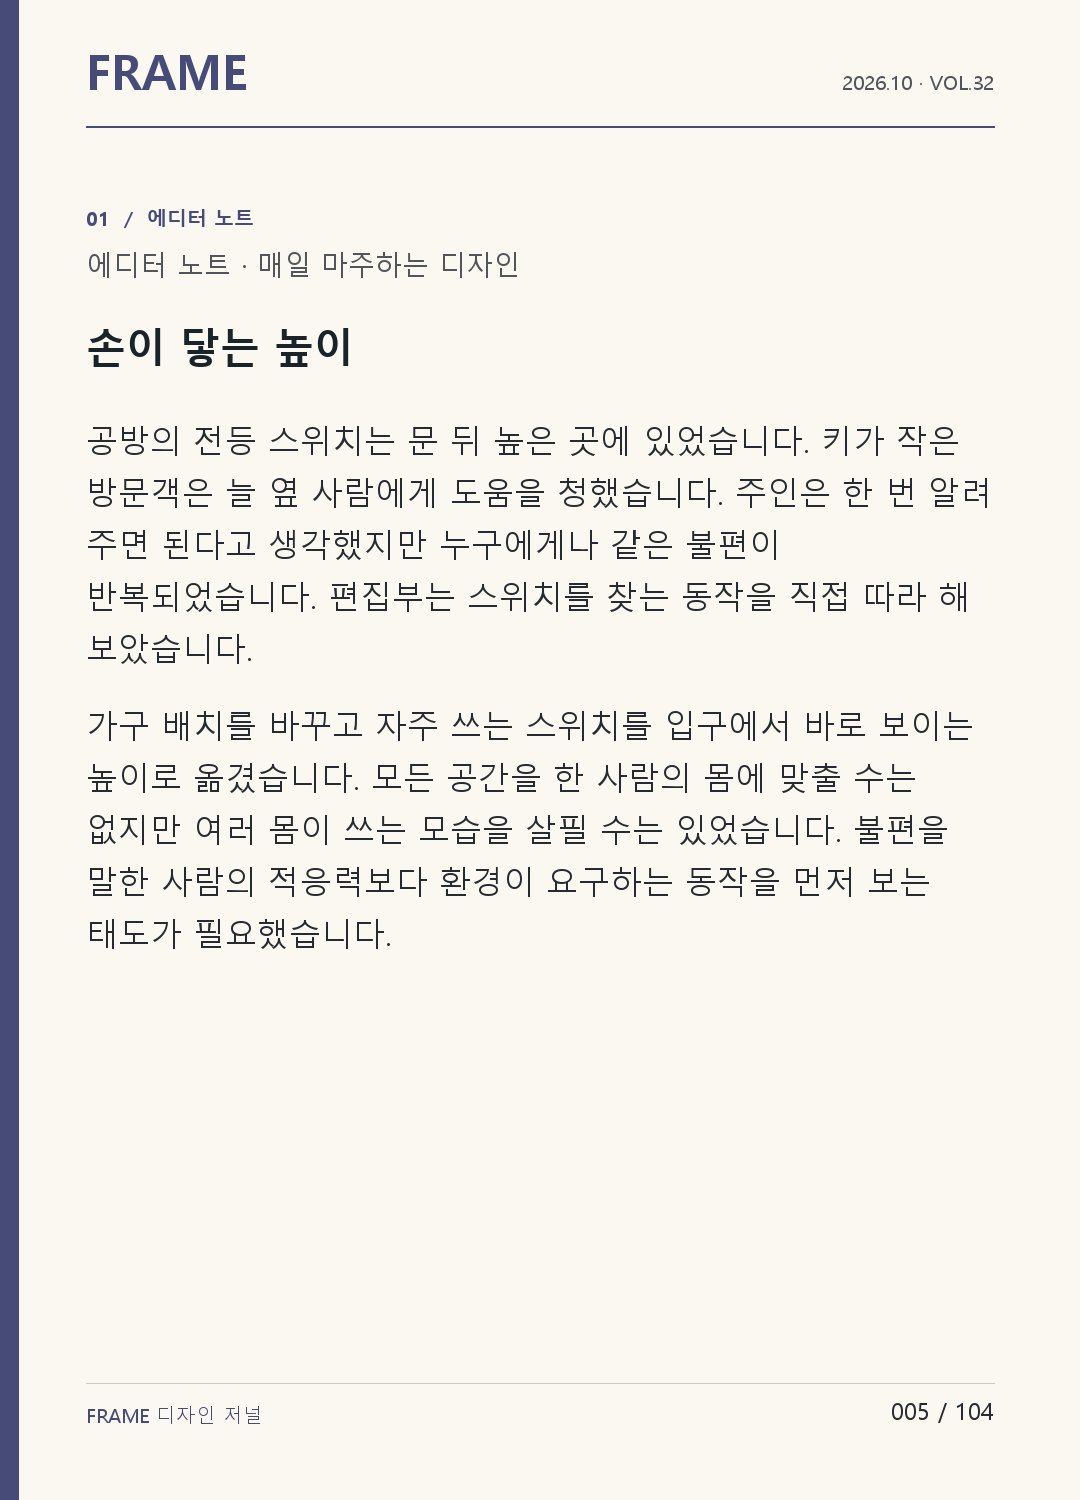 FRAME
2026.10 · VOL.32
01 / 에디터 노트
에디터 노트 · 매일 마주하는 디자인
손이 닿는 높이
공방의 전등 스위치는 문 뒤 높은 곳에 있었습니다. 키가 작은
방문객은 늘 옆 사람에게 도움을 청했습니다. 주인은 한 번 알려
주면 된다고 생각했지만 누구에게나 같은 불편이
반복되었습니다. 편집부는 스위치를 찾는 동작을 직접 따라 해
보았습니다.
가구 배치를 바꾸고 자주 쓰는 스위치를 입구에서 바로 보이는
높이로 옮겼습니다. 모든 공간을 한 사람의 몸에 맞출 수는
없지만 여러 몸이 쓰는 모습을 살필 수는 있었습니다. 불편을
말한 사람의 적응력보다 환경이 요구하는 동작을 먼저 보는
태도가 필요했습니다.
FRAME 디자인 저널
005 / 104